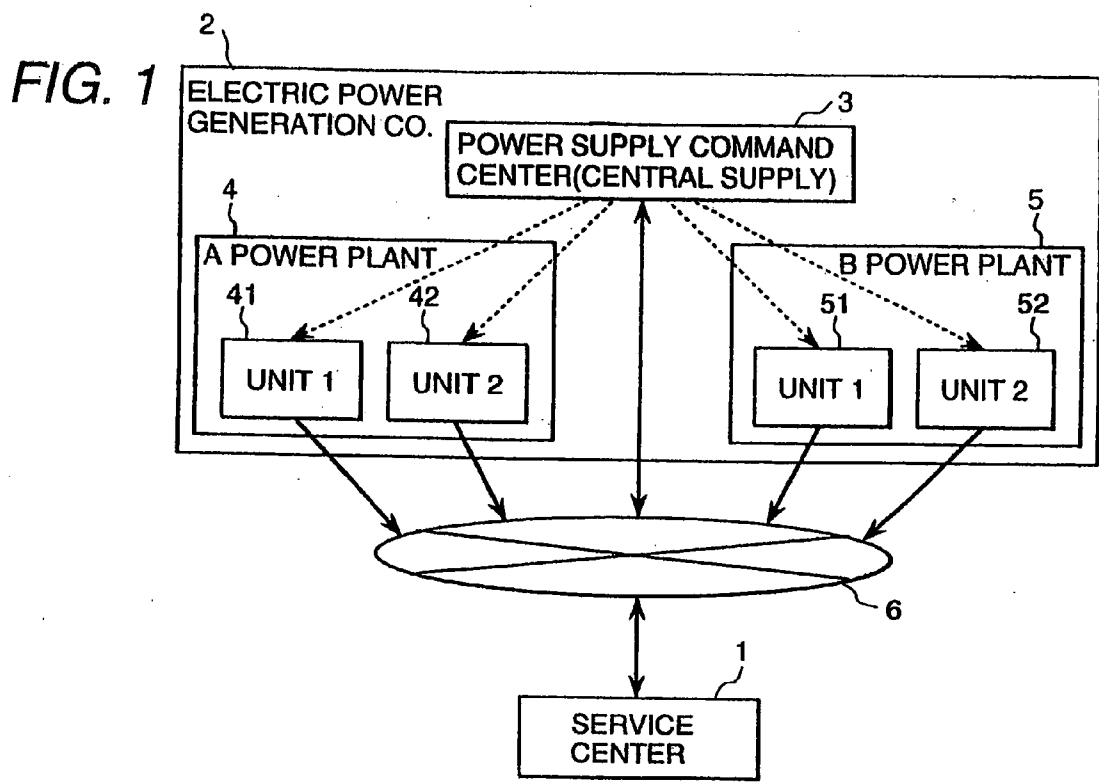 FIG. 1
2
ELECTRIC POWER
GENERATION CO.
3
POWER SUPPLY COMMAND
CENTER(CENTRAL SUPPLY)
4
A POWER PLANT
41
UNIT 1
42
UNIT 2
5
B POWER PLANT
51
UNIT 1
52
UNIT 2
6
1
SERVICE
CENTER